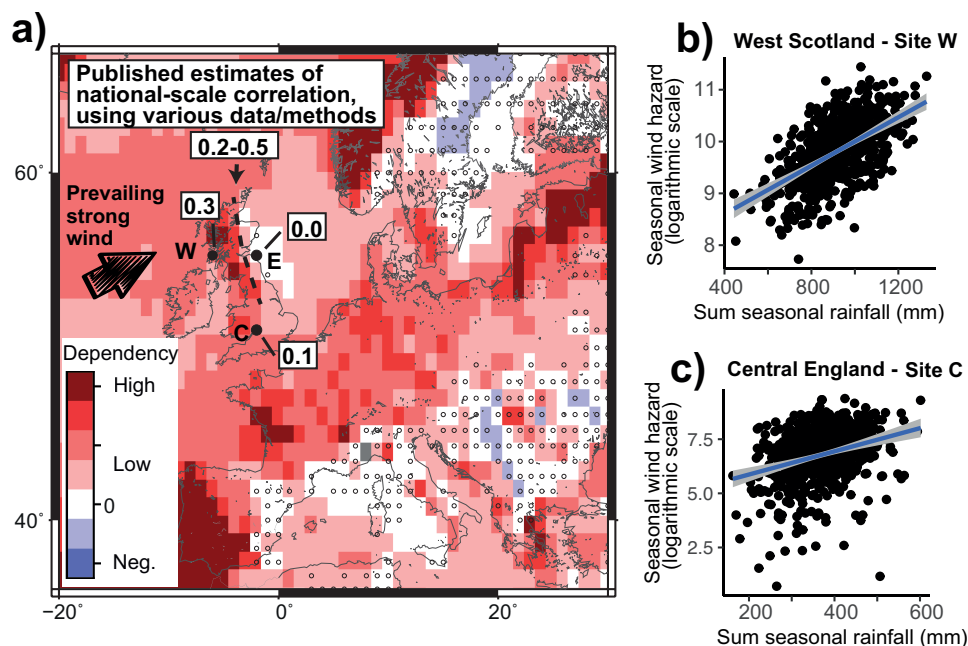 a)
Published estimates of
national-scale correlation,
using various data/methods
0.2-0.5
60°
Prevailing
strong
wind
0.3
0.0
W
E
C
0.1
Dependency
High
Low
0
Neg.
40°
−20°
0°
20°
b)
West Scotland - Site W
Seasonal wind hazard
(logarithmic scale)
11
10
9
8
400
800
1200
Sum seasonal rainfall (mm)
c)
Central England - Site C
Seasonal wind hazard
(logarithmic scale)
7.5
5.0
2.5
200
400
600
Sum seasonal rainfall (mm)